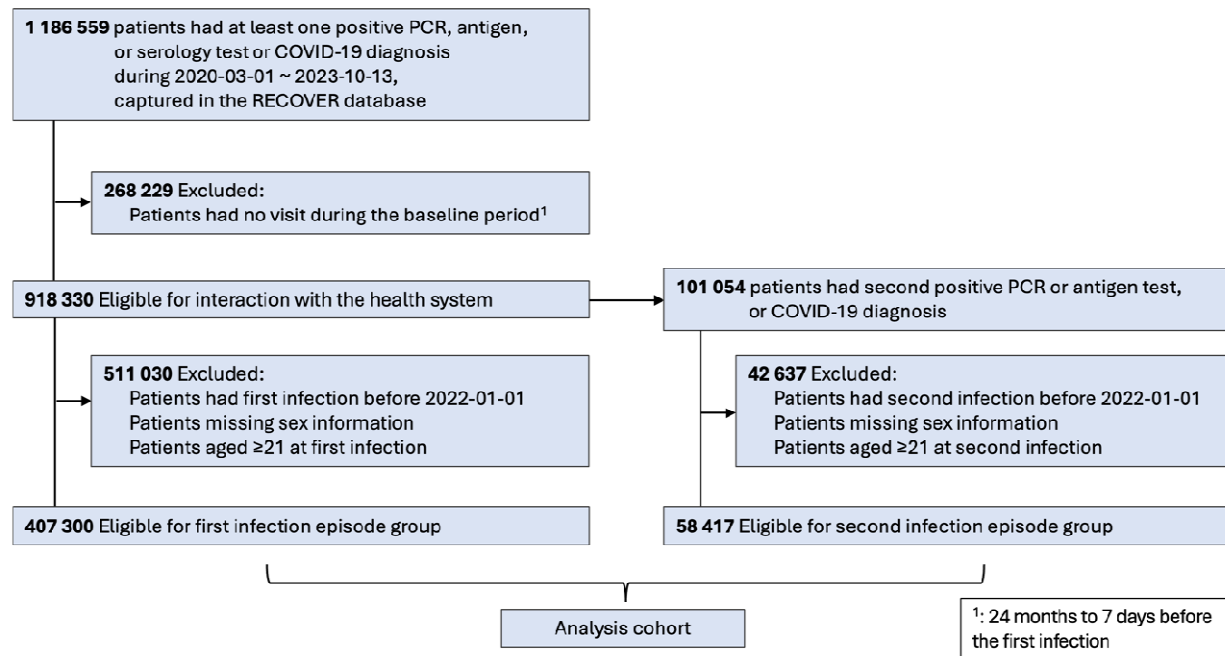 1 186 559 patients had at least one positive PCR, antigen,
or serology test or COVID-19 diagnosis
during 2020-03-01 ~ 2023-10-13,
captured in the RECOVER database
268 229 Excluded:
Patients had no visit during the baseline period¹
918 330 Eligible for interaction with the health system
101 054 patients had second positive PCR or antigen test,
or COVID-19 diagnosis
511 030 Excluded:
Patients had first infection before 2022-01-01
Patients missing sex information
Patients aged ≥21 at first infection
42 637 Excluded:
Patients had second infection before 2022-01-01
Patients missing sex information
Patients aged ≥21 at second infection
407 300 Eligible for first infection episode group
58 417 Eligible for second infection episode group
Analysis cohort
¹: 24 months to 7 days before
the first infection